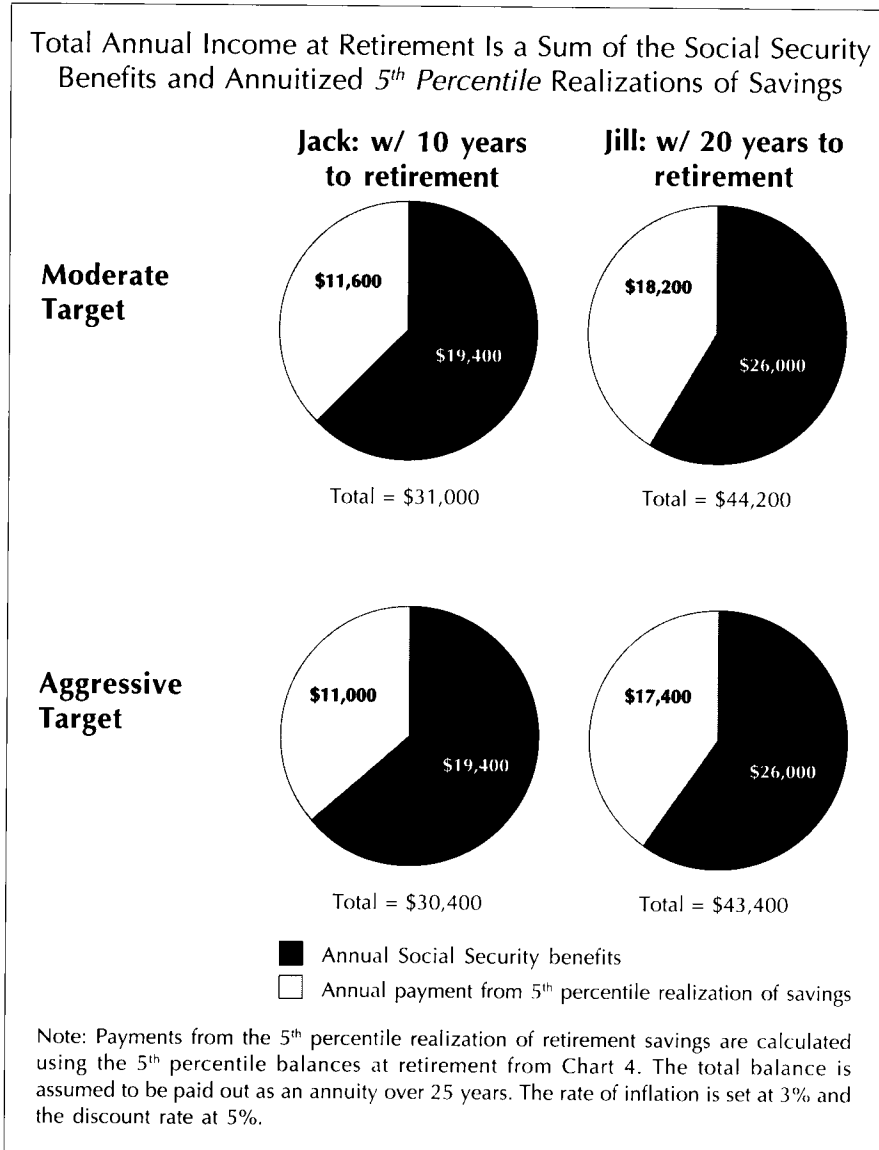 Total Annual Income at Retirement Is a Sum of the Social Security
Benefits and Annuitized 5th Percentile Realizations of Savings
Jack: w/ 10 years
to retirement
Jill: w/ 20 years to
retirement
Moderate
Target
$11,600
$19,400
$18,200
$26,000
Total = $31,000
Total = $44,200
Aggressive
Target
$11,000
$19,400
$17,400
$26,000
Total = $30,400
Total = $43,400
Annual Social Security benefits
Annual payment from 5th percentile realization of savings
Note: Payments from the 5th percentile realization of retirement savings are calculated
using the 5th percentile balances at retirement from Chart 4. The total balance is
assumed to be paid out as an annuity over 25 years. The rate of inflation is set at 3% and
the discount rate at 5%.